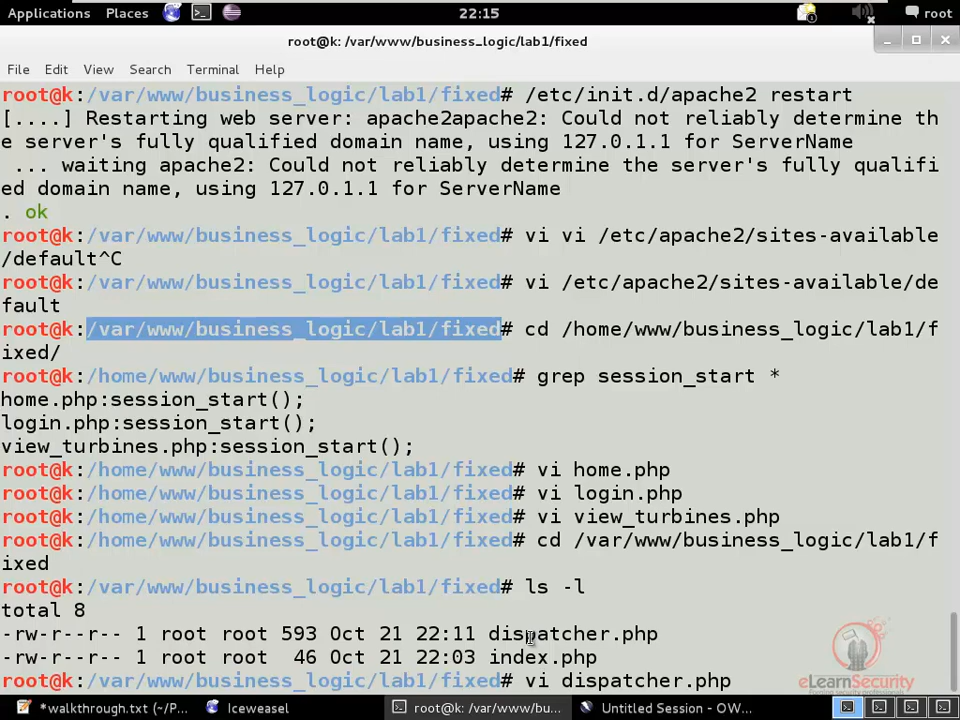 Applications Places 22:15 root
root@k: /var/www/business_logic/lab1/fixed
File Edit View Search Terminal Help
root@k:/var/www/business_logic/lab1/fixed# /etc/init.d/apache2 restart
[....] Restarting web server: apache2apache2: Could not reliably determine th
e server's fully qualified domain name, using 127.0.1.1 for ServerName
 ... waiting apache2: Could not reliably determine the server's fully qualifi
ed domain name, using 127.0.1.1 for ServerName
. ok
root@k:/var/www/business_logic/lab1/fixed# vi vi /etc/apache2/sites-available
/default^C
root@k:/var/www/business_logic/lab1/fixed# vi /etc/apache2/sites-available/de
fault
root@k:/var/www/business_logic/lab1/fixed# cd /home/www/business_logic/lab1/f
ixed/
root@k:/home/www/business_logic/lab1/fixed# grep session_start *
home.php:session_start();
login.php:session_start();
view_turbines.php:session_start();
root@k:/home/www/business_logic/lab1/fixed# vi home.php
root@k:/home/www/business_logic/lab1/fixed# vi login.php
root@k:/home/www/business_logic/lab1/fixed# vi view_turbines.php
root@k:/home/www/business_logic/lab1/fixed# cd /var/www/business_logic/lab1/f
ixed
root@k:/var/www/business_logic/lab1/fixed# ls -l
total 8
-rw-r--r-- 1 root root 593 Oct 21 22:11 dispatcher.php
-rw-r--r-- 1 root root  46 Oct 21 22:03 index.php
root@k:/var/www/business_logic/lab1/fixed# vi dispatcher.php
eLearnSecurity
*walkthrough.txt (~/P... Iceweasel root@k: /var/www/bu... Untitled Session - OW...